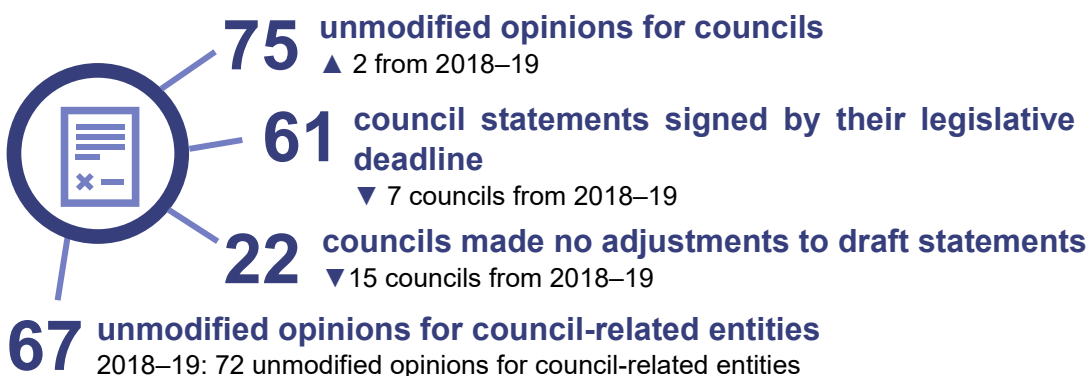 75 unmodified opinions for councils
▲ 2 from 2018–19
61 council statements signed by their legislative
deadline
▼ 7 councils from 2018–19
22 councils made no adjustments to draft statements
▼15 councils from 2018–19
67 unmodified opinions for council-related entities
2018–19: 72 unmodified opinions for council-related entities